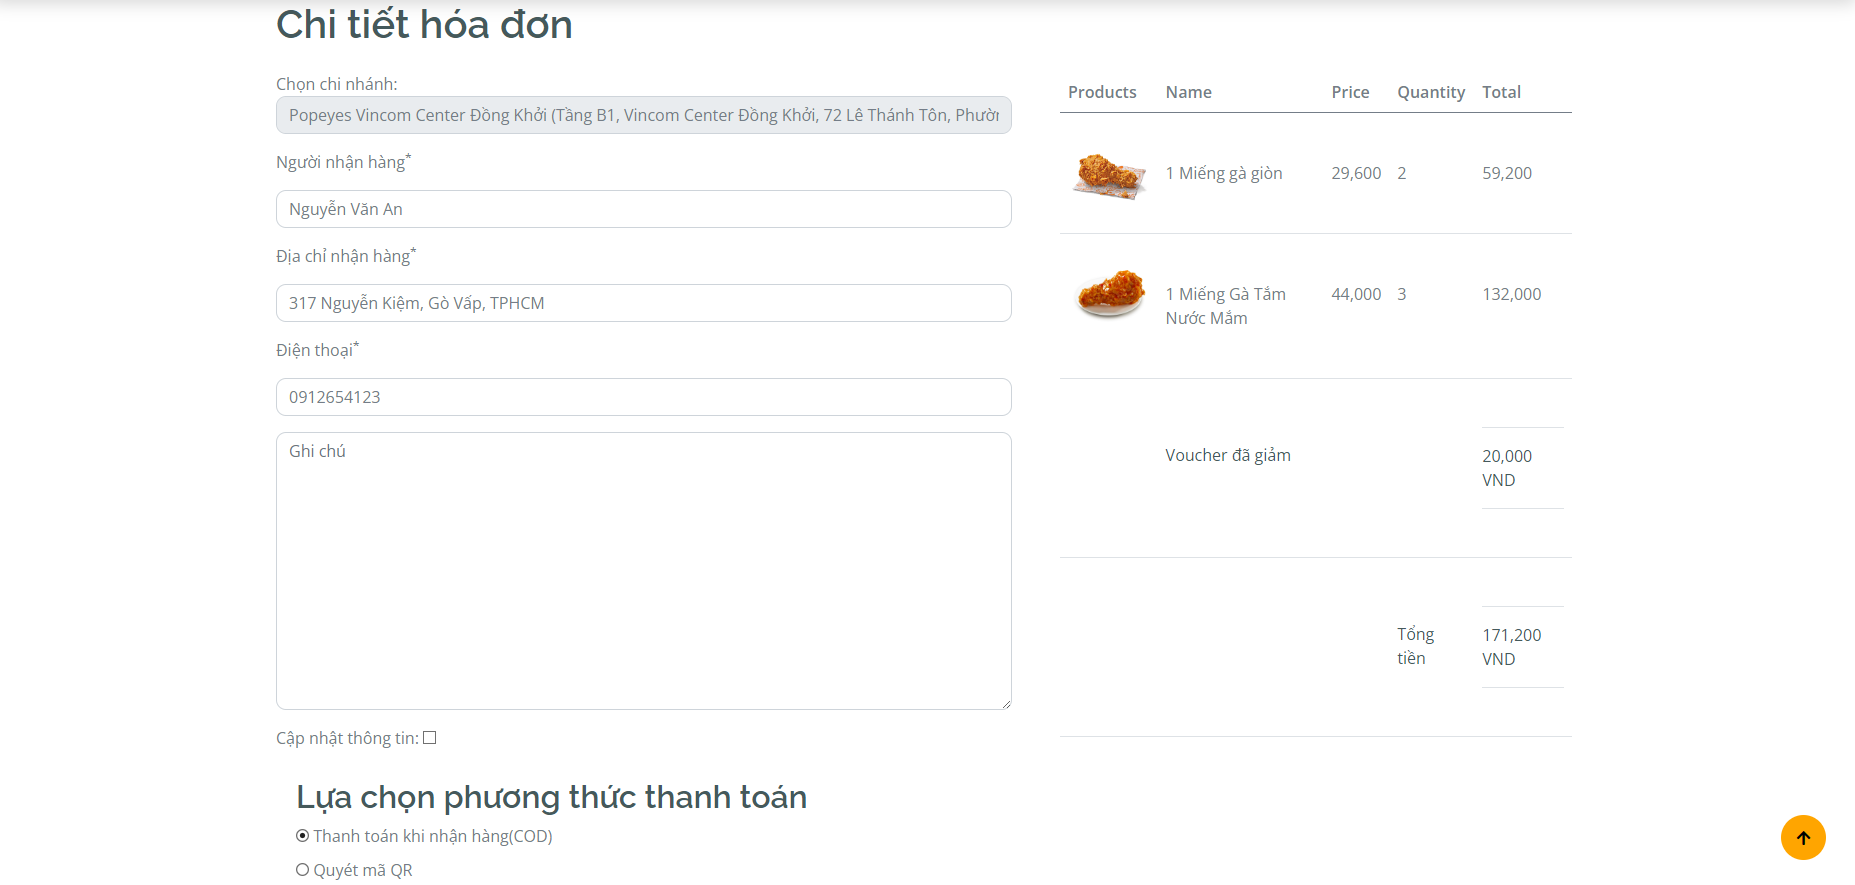 Chi tiết hóa đơn
Chọn chi nhánh:
Popeyes Vincom Center Đồng Khởi (Tầng B1, Vincom Center Đồng Khởi, 72 Lê Thánh Tôn,
Người nhận hàng*
Nguyễn Văn An
Địa chỉ nhận hàng*
317 Nguyễn Kiệm, Gò Vấp, TPHCM
Điện thoại*
0912654123
Ghi chú
Cập nhật thông tin:
Lựa chọn phương thức thanh toán
Thanh toán khi nhận hàng(COD)
Quyét mã QR
Products Name Price Quantity Total
1 Miếng gà giòn 29,600 2 59,200
1 Miếng Gà Tắm 44,000 3 132,000
Nước Mắm
Voucher đã giảm 20,000
VND
Tổng 171,200
tiền VND